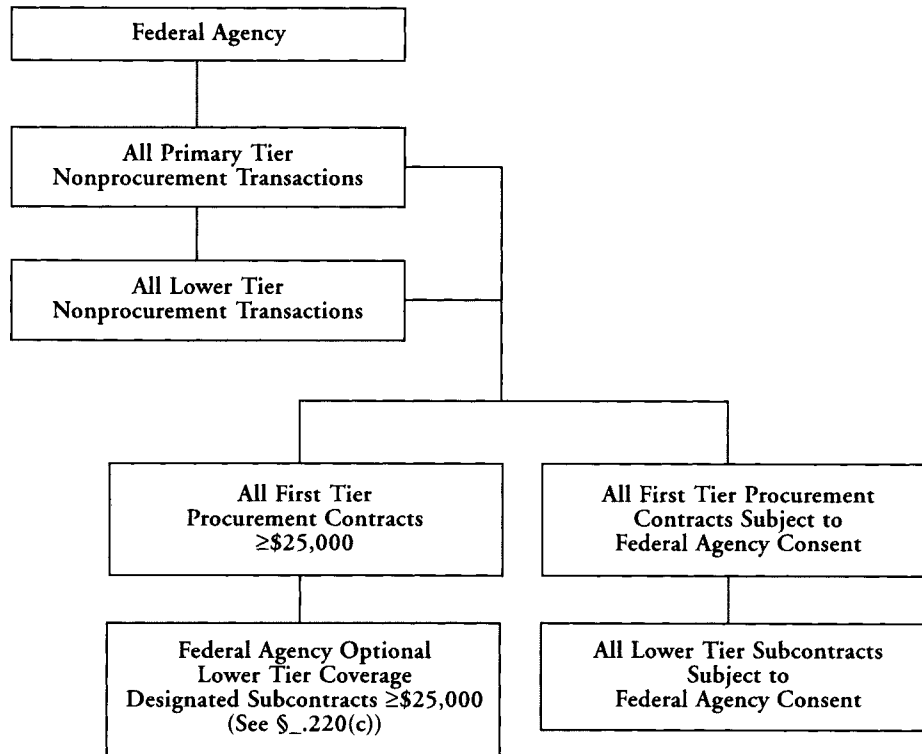 Federal Agency
All Primary Tier
Nonprocurement Transactions
All Lower Tier
Nonprocurement Transactions
All First Tier
Procurement Contracts
≥$25,000
All First Tier Procurement
Contracts Subject to
Federal Agency Consent
Federal Agency Optional
Lower Tier Coverage
Designated Subcontracts ≥$25,000
(See §_.220(c))
All Lower Tier Subcontracts
Subject to
Federal Agency Consent